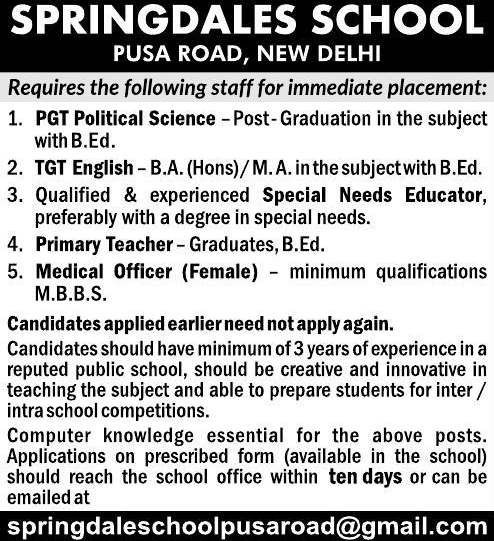 SPRINGDALES SCHOOL
PUSA ROAD, NEW DELHI
Requires the following staff for immediate placement:
1. PGT Political Science – Post-Graduation in the subject
with B.Ed.
2. TGT English – B.A. (Hons)/ M.A. in the subject with B.Ed.
3. Qualified & experienced Special Needs Educator,
preferably with a degree in special needs.
4. Primary Teacher – Graduates, B.Ed.
5. Medical Officer (Female) – minimum qualifications
M.B.B.S.
Candidates applied earlier need not apply again.
Candidates should have minimum of 3 years of experience in a
reputed public school, should be creative and innovative in
teaching the subject and able to prepare students for inter /
intra school competitions.
Computer knowledge essential for the above posts.
Applications on prescribed form (available in the school)
should reach the school office within ten days or can be
emailed at
springdaleschoolpusaroad@gmail.com